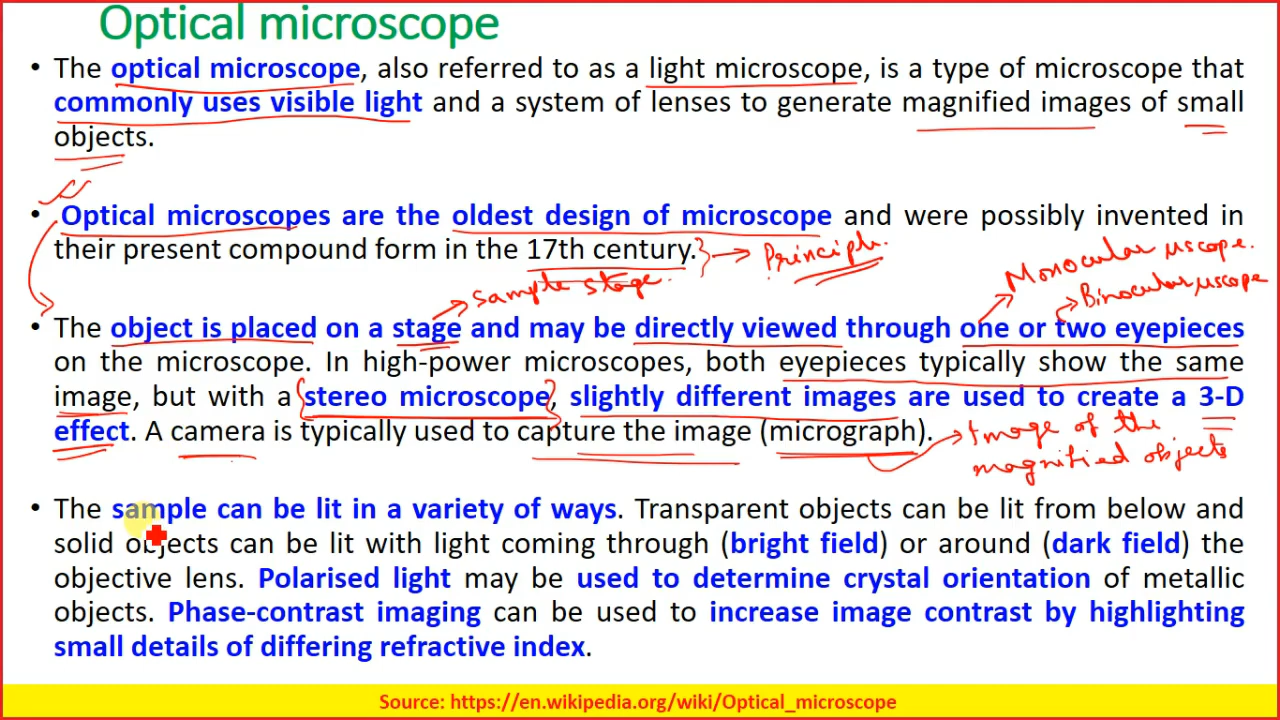 Optical microscope
• The optical microscope, also referred to as a light microscope, is a type of microscope that
commonly uses visible light and a system of lenses to generate magnified images of small
objects.
• Optical microscopes are the oldest design of microscope and were possibly invented in
their present compound form in the 17th century.
Principle
Monocular μscope.
Sample stage.
Binocular μscope
• The object is placed on a stage and may be directly viewed through one or two eyepieces
on the microscope. In high-power microscopes, both eyepieces typically show the same
image, but with a stereo microscope, slightly different images are used to create a 3-D
effect. A camera is typically used to capture the image (micrograph).
Image of the
magnified objects
• The sample can be lit in a variety of ways. Transparent objects can be lit from below and
solid objects can be lit with light coming through (bright field) or around (dark field) the
objective lens. Polarised light may be used to determine crystal orientation of metallic
objects. Phase-contrast imaging can be used to increase image contrast by highlighting
small details of differing refractive index.
Source: https://en.wikipedia.org/wiki/Optical_microscope